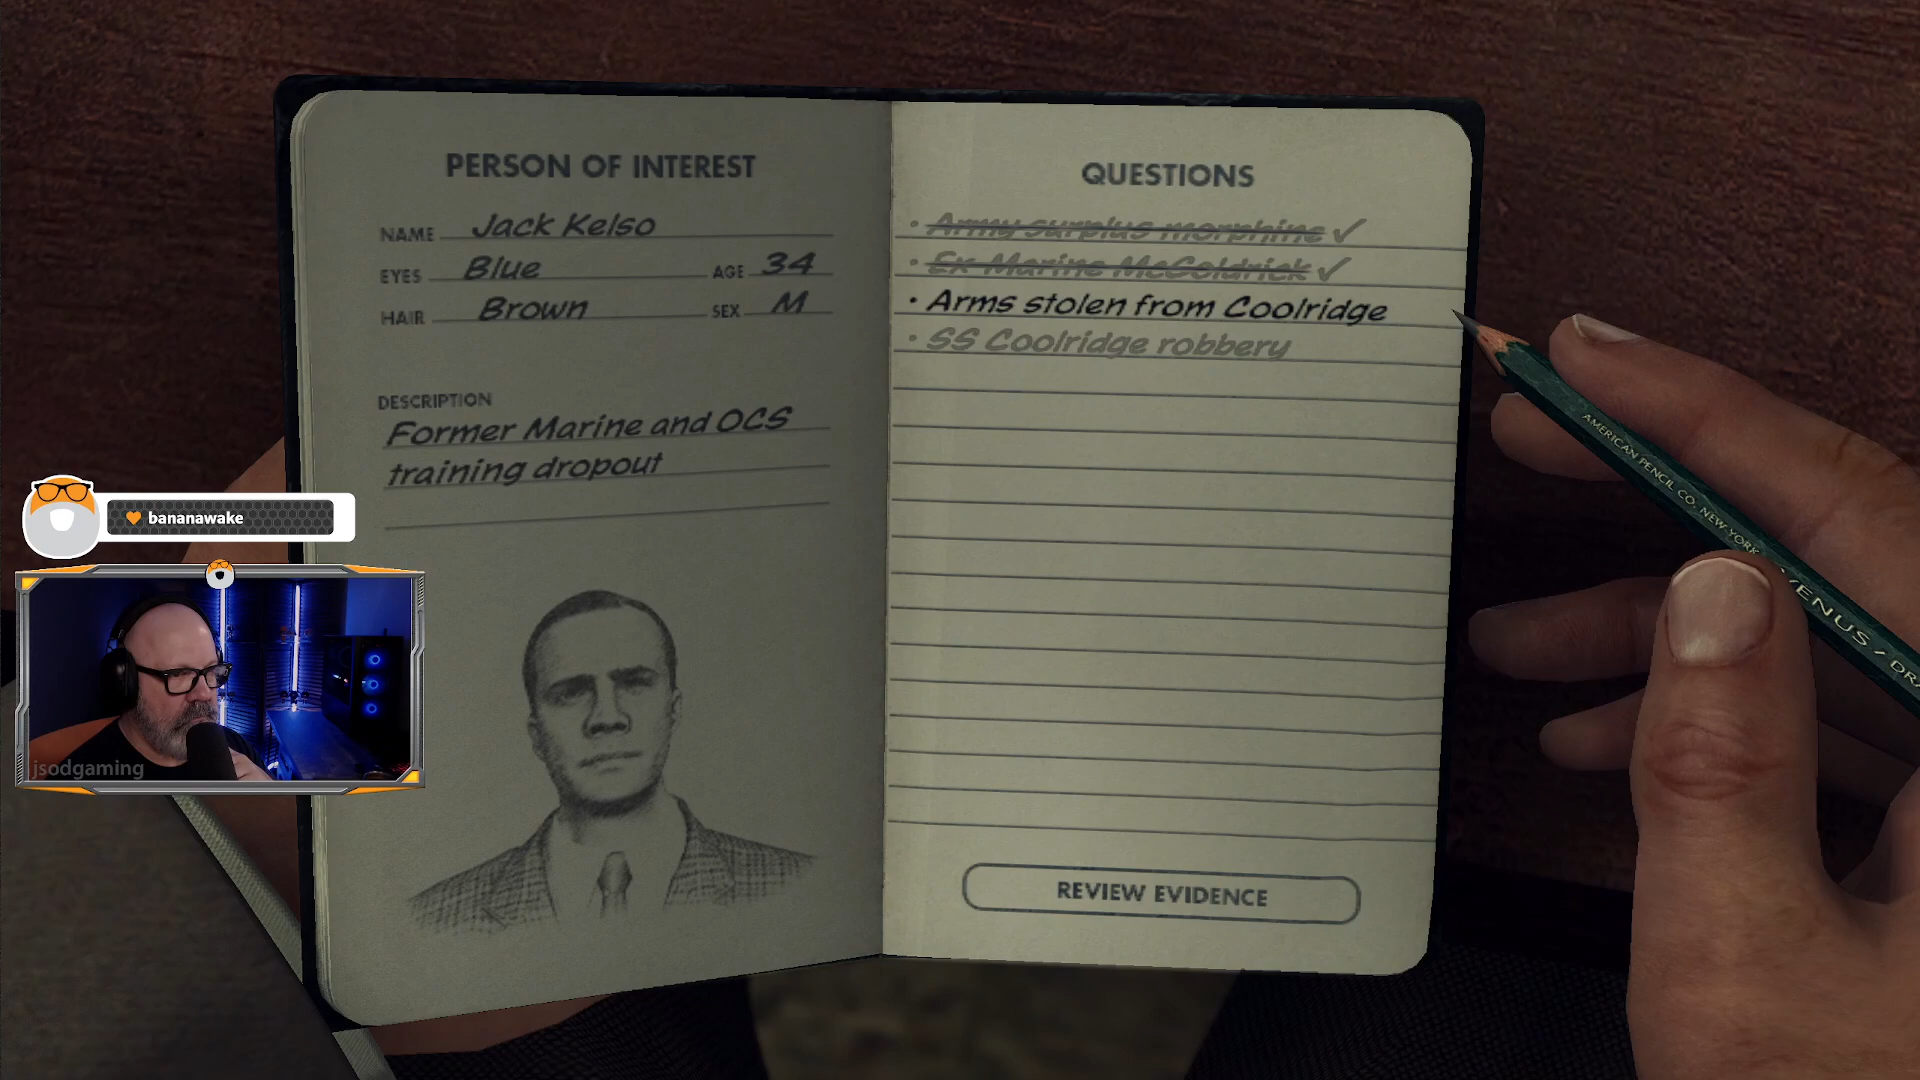 PERSON OF INTEREST
NAME Jack Kelso
EYES Blue AGE 34
HAIR Brown SEX M
DESCRIPTION
Former Marine and OCS
training dropout
QUESTIONS
• Army surplus morphine ✓
• Ex-Marine McGoldrick ✓
• Arms stolen from Coolridge
• SS Coolridge robbery
REVIEW EVIDENCE
AMERICAN PENCIL CO. NEW YORK
VENUS / DRA
bananawake
jsodgaming